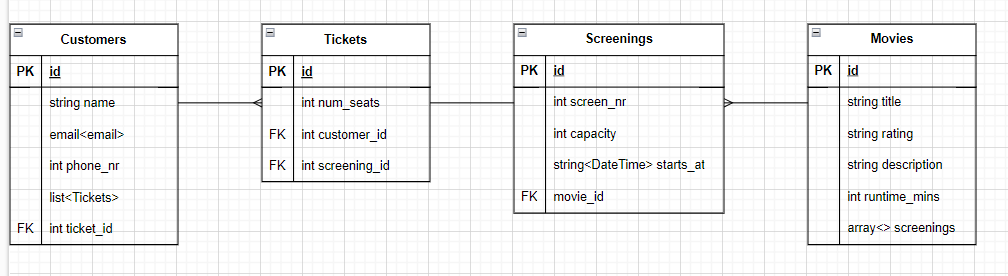 Customers
PK id
string name
email<email>
int phone_nr
list<Tickets>
FK int ticket_id
Tickets
PK id
int num_seats
FK int customer_id
FK int screening_id
Screenings
PK id
int screen_nr
int capacity
string<DateTime> starts_at
FK movie_id
Movies
PK id
string title
string rating
string description
int runtime_mins
array<> screenings